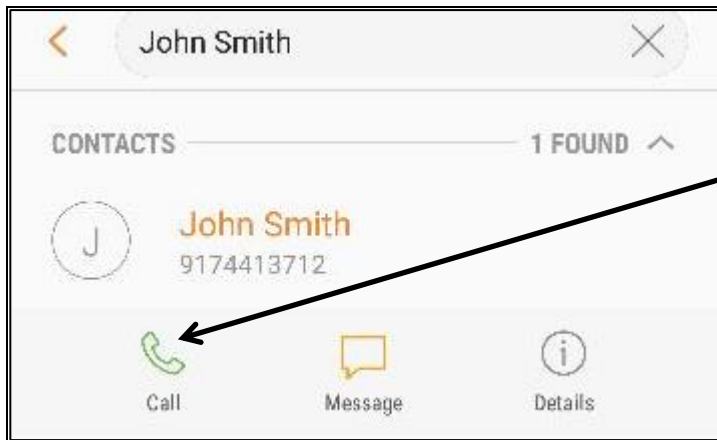 John Smith
CONTACTS 1 FOUND
J
John Smith
9174413712
Call Message Details